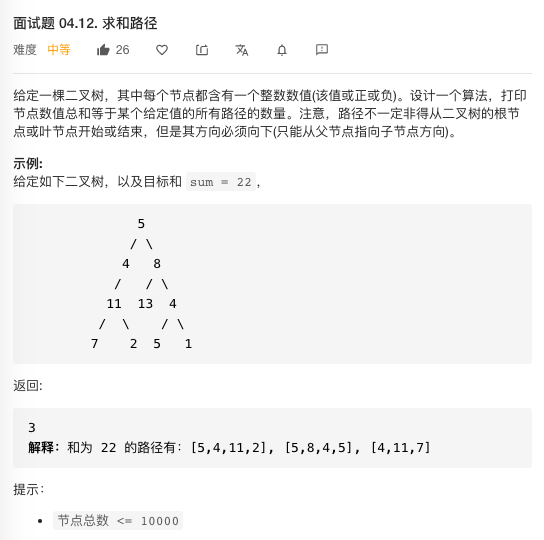 面试题 04.12. 求和路径
难度 中等 26
给定一棵二叉树，其中每个节点都含有一个整数数值(该值或正或负)。设计一个算法，打印
节点数值总和等于某个给定值的所有路径的数量。注意，路径不一定非得从二叉树的根节
点或叶节点开始或结束，但是其方向必须向下(只能从父节点指向子节点方向)。
示例:
给定如下二叉树，以及目标和 sum = 22，
5
/ \
4 8
/ / \
11 13 4
/ \ / \
7 2 5 1
返回:
3
解释：和为 22 的路径有：[5,4,11,2], [5,8,4,5], [4,11,7]
提示：
• 节点总数 <= 10000